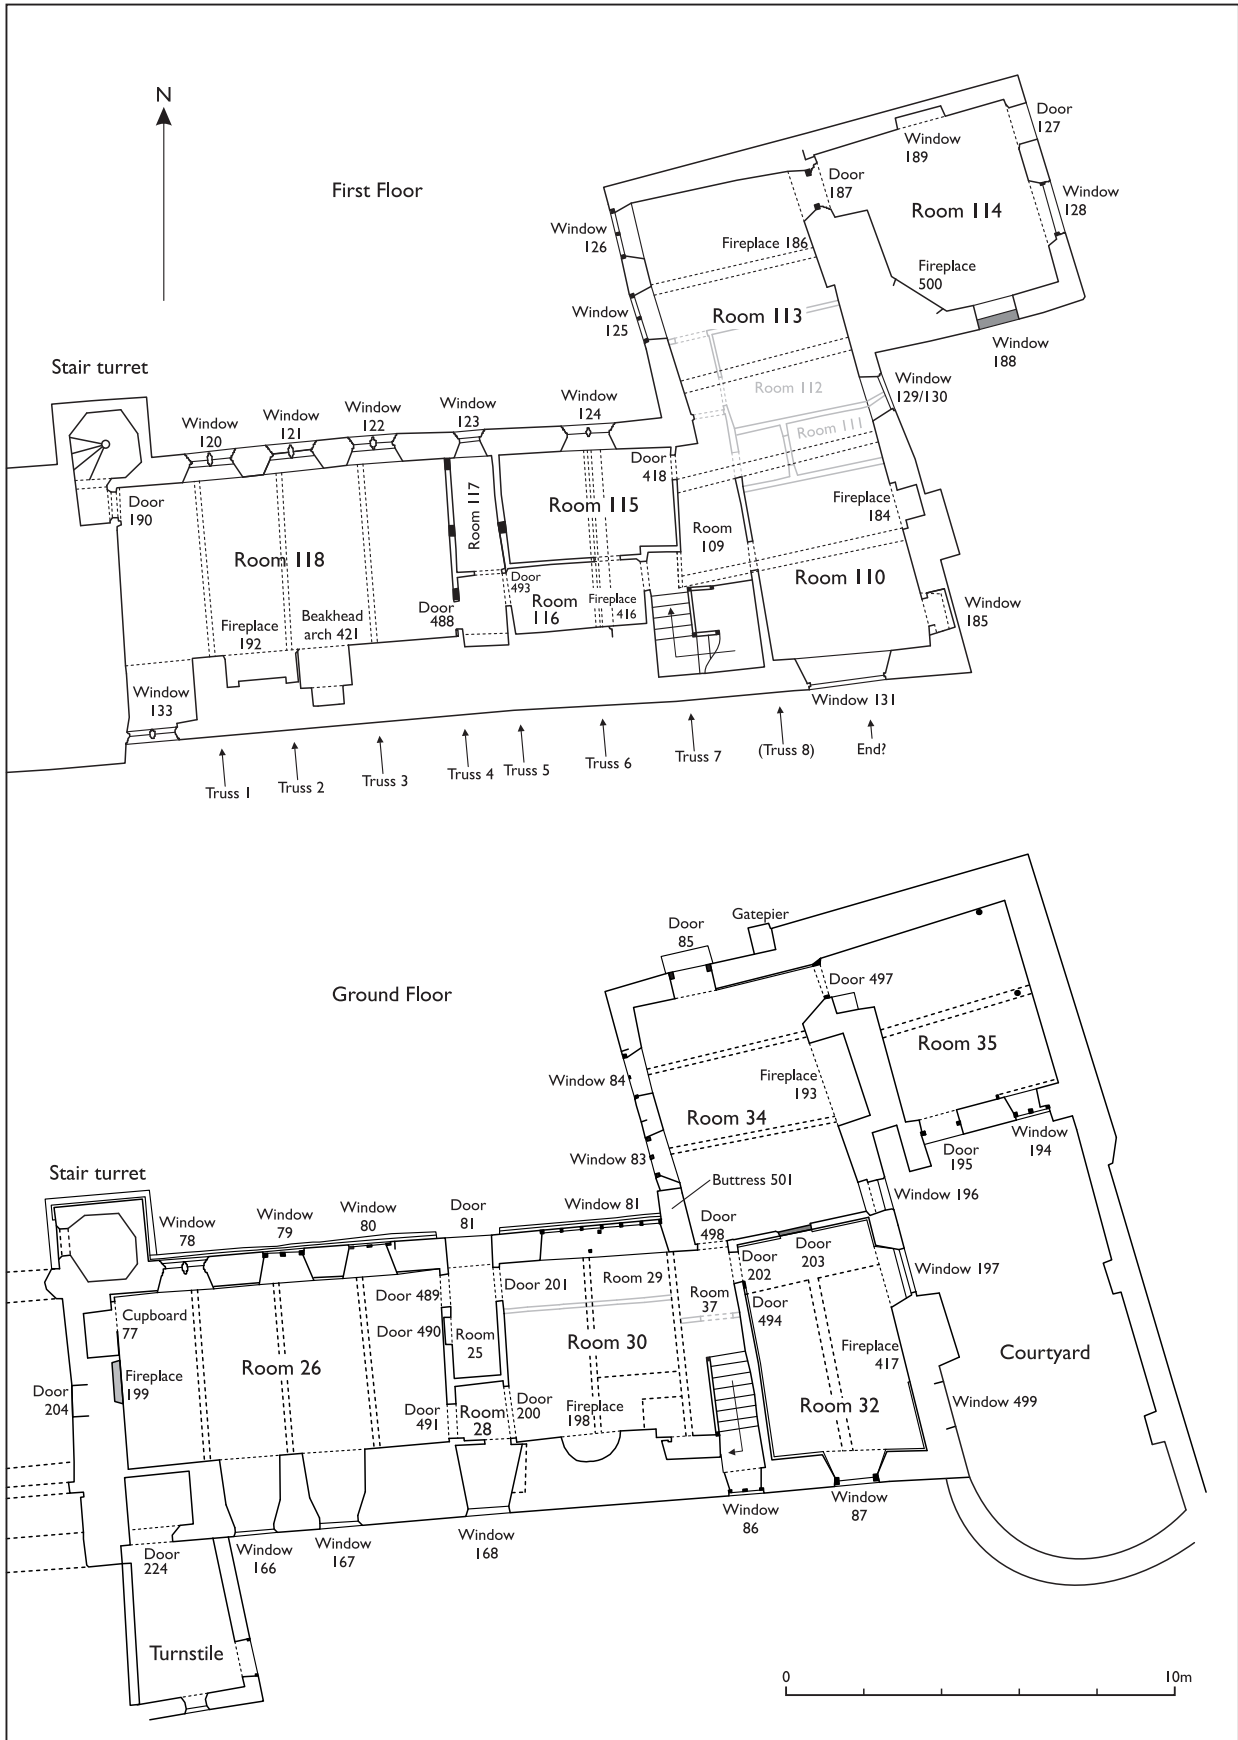 N
First Floor
Door
127
Window
189
Door
187
Window
128
Room 114
Window
126
Fireplace 186
Fireplace
500
Room 113
Window
125
Window
188
Stair turret
Room 112
Window
129/130
Window
120
Window
121
Window
122
Window
123
Window
124
Room 111
Door
418
Door
190
Room 117
Room 115
Fireplace
184
Room
109
Room 118
Room 110
Door
493
Fireplace
416
Room
116
Door
488
Beakhead
arch 421
Fireplace
192
Window
185
Window
133
Window 131
Truss 1
Truss 2
Truss 3
Truss 4
Truss 5
Truss 6
Truss 7
(Truss 8)
End?
Ground Floor
Gatepier
Door
85
Door 497
Room 35
Window 84
Fireplace
193
Room 34
Window
194
Door
195
Window 83
Stair turret
Buttress 501
Window 196
Window
78
Window
79
Window
80
Door
81
Window 81
Door
498
Door
202
Door
203
Window 197
Door 489
Door 201
Room 29
Room
37
Door
494
Cupboard
77
Door 490
Room
25
Room 30
Fireplace
417
Courtyard
Room 26
Fireplace
199
Door
204
Door
491
Room
28
Door
200
Fireplace
198
Room 32
Window 499
Window
86
Window
87
Door
224
Window
166
Window
167
Window
168
Turnstile
0
10m